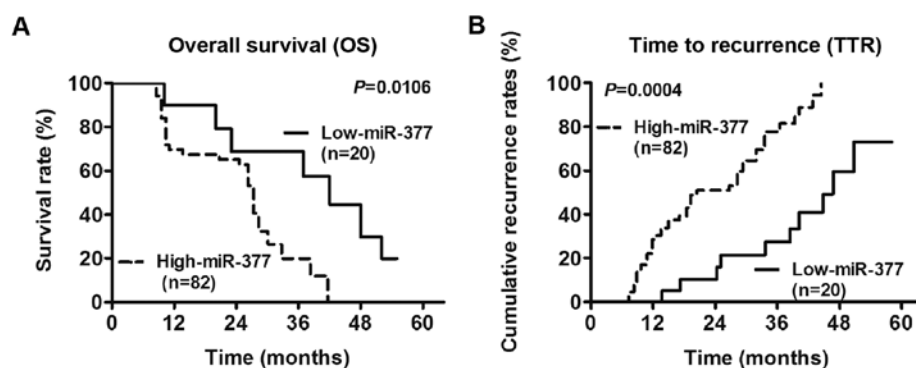 A
Overall survival (OS)
P=0.0106
Low-miR-377
(n=20)
High-miR-377
(n=82)
Survival rate (%)
100
80
60
40
20
0
0 12 24 36 48 60
Time (months)
B
Time to recurrence (TTR)
P=0.0004
High-miR-377
(n=82)
Low-miR-377
(n=20)
Cumulative recurrence rates (%)
100
80
60
40
20
0
0 12 24 36 48 60
Time (months)